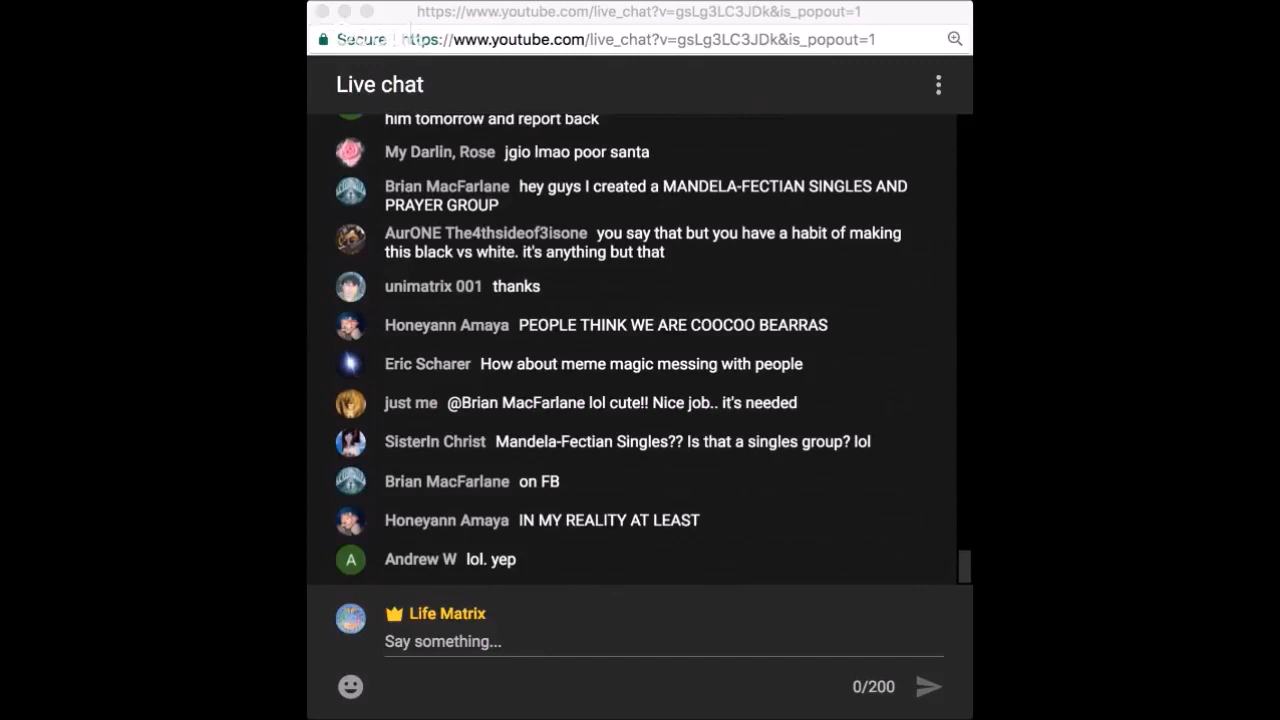 https://www.youtube.com/live_chat?v=gsLg3LC3JDk&is_popout=1
Secure https://www.youtube.com/live_chat?v=gsLg3LC3JDk&is_popout=1
Live chat
him tomorrow and report back
My Darlin, Rose jgio lmao poor santa
Brian MacFarlane hey guys I created a MANDELA-FECTIAN SINGLES AND
PRAYER GROUP
AurONE The4thsideof3isone you say that but you have a habit of making
this black vs white. it's anything but that
unimatrix 001 thanks
Honeyann Amaya PEOPLE THINK WE ARE COOCOO BEARRAS
Eric Scharer How about meme magic messing with people
just me @Brian MacFarlane lol cute!! Nice job.. it's needed
SisterIn Christ Mandela-Fectian Singles?? Is that a singles group? lol
Brian MacFarlane on FB
Honeyann Amaya IN MY REALITY AT LEAST
A Andrew W lol. yep
Life Matrix
Say something...
0/200